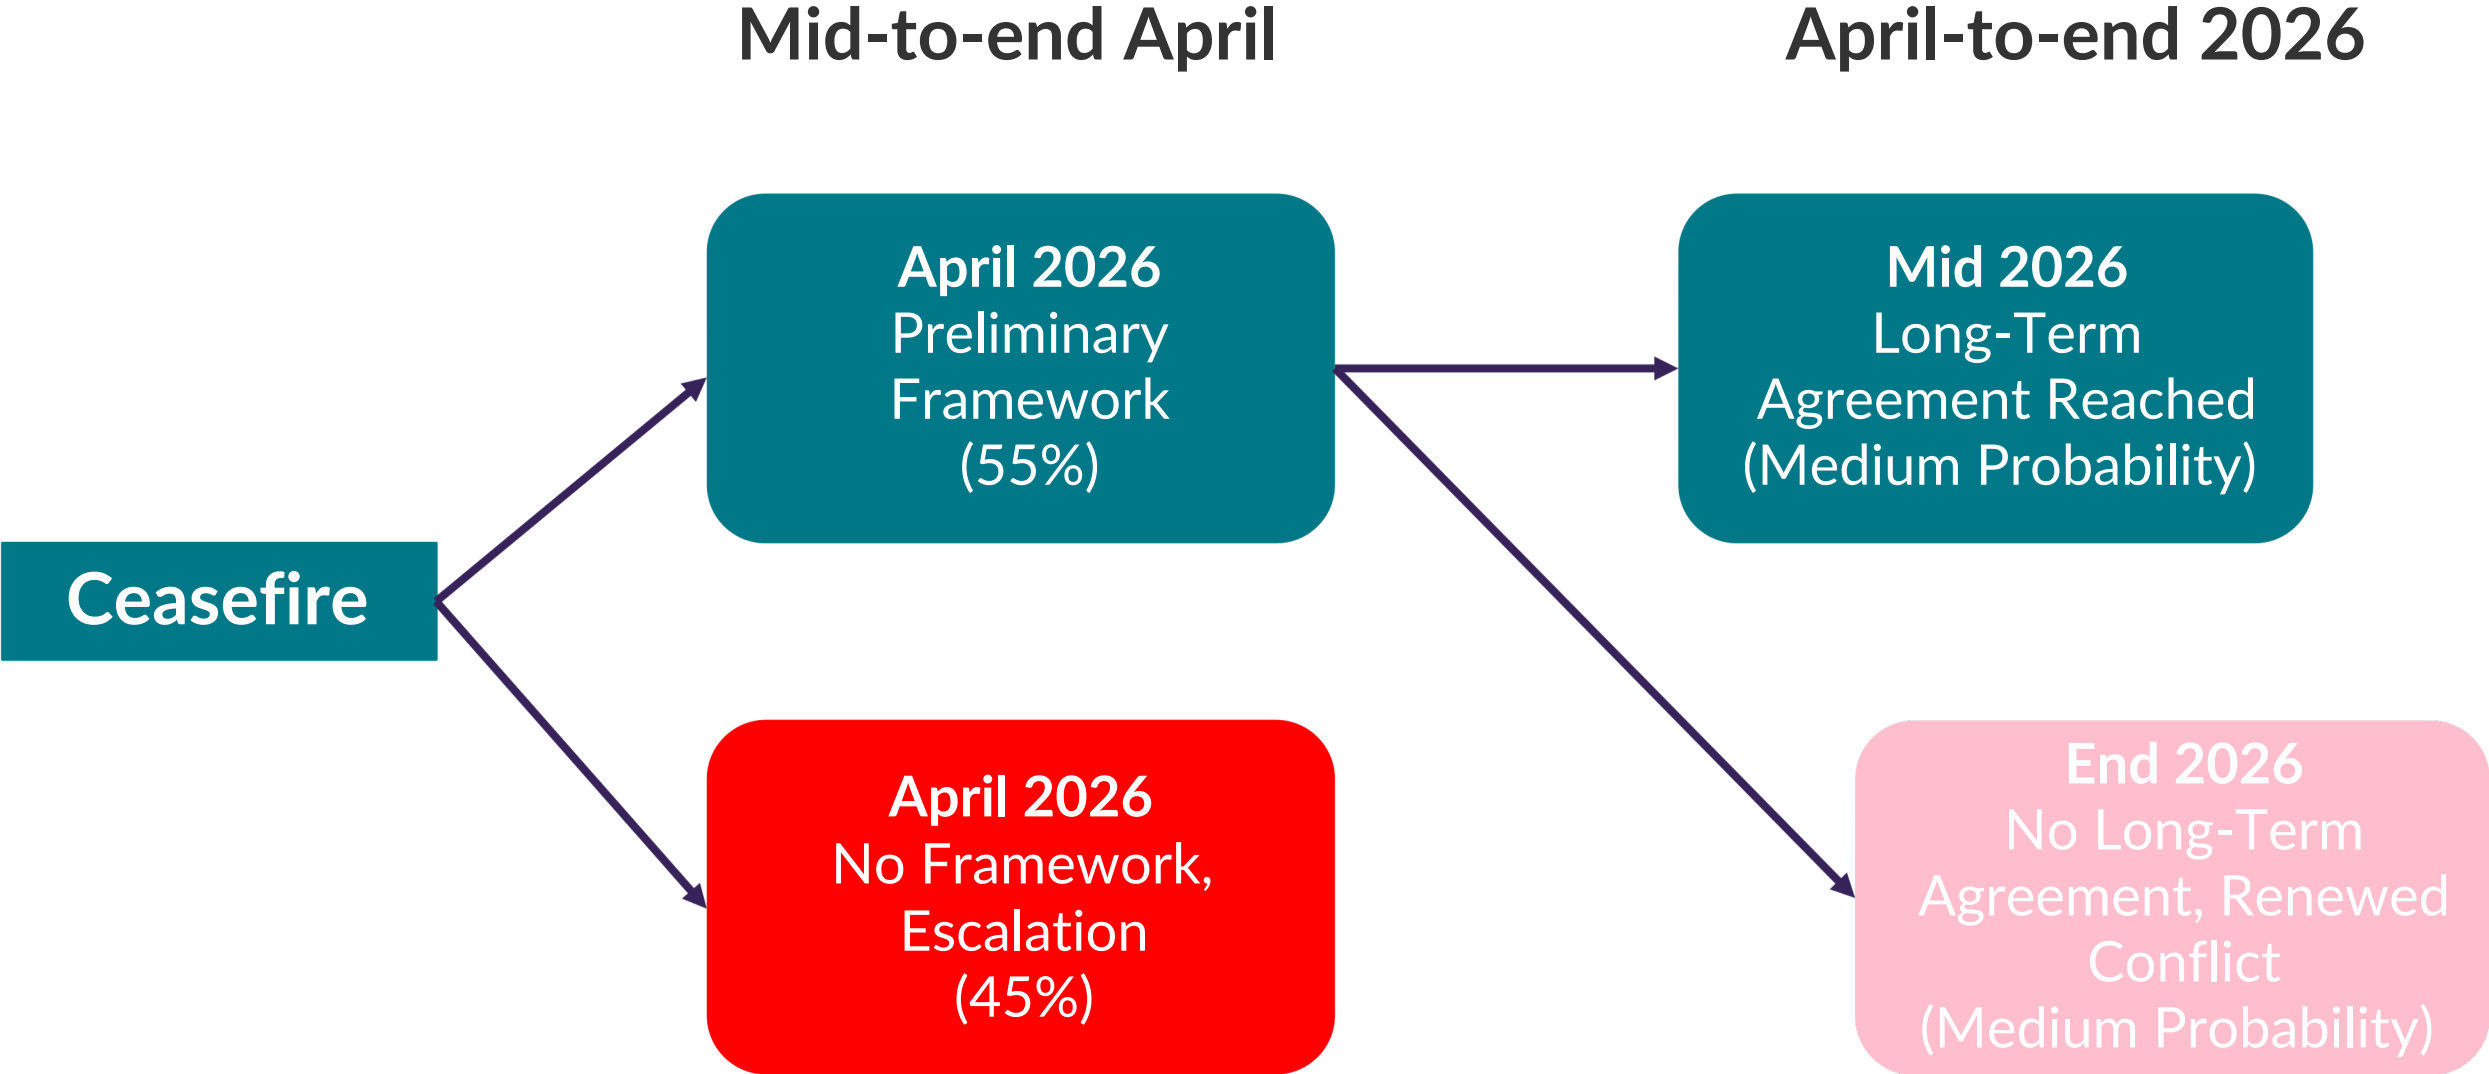 Mid-to-end April
April-to-end 2026
April 2026
Preliminary
Framework
(55%)
Mid 2026
Long-Term
Agreement Reached
(Medium Probability)
Ceasefire
April 2026
No Framework,
Escalation
(45%)
End 2026
No Long-Term
Agreement, Renewed
Conflict
(Medium Probability)